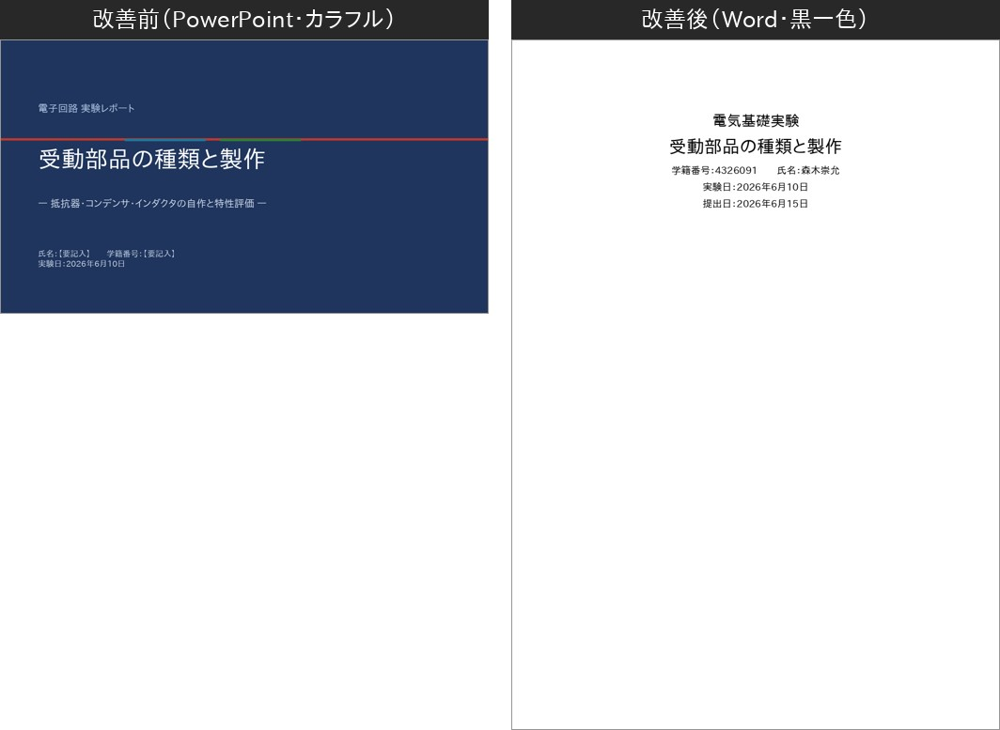 改善前（PowerPoint・カラフル）
電子回路 実験レポート
受動部品の種類と製作
― 抵抗器・コンデンサ・インダクタの自作と特性評価 ―
氏名：【要記入】　学籍番号：【要記入】
実験日：2026年6月10日
改善後（Word・黒一色）
電気基礎実験
受動部品の種類と製作
学籍番号：4326091　氏名：森木崇允
実験日：2026年6月10日
提出日：2026年6月15日